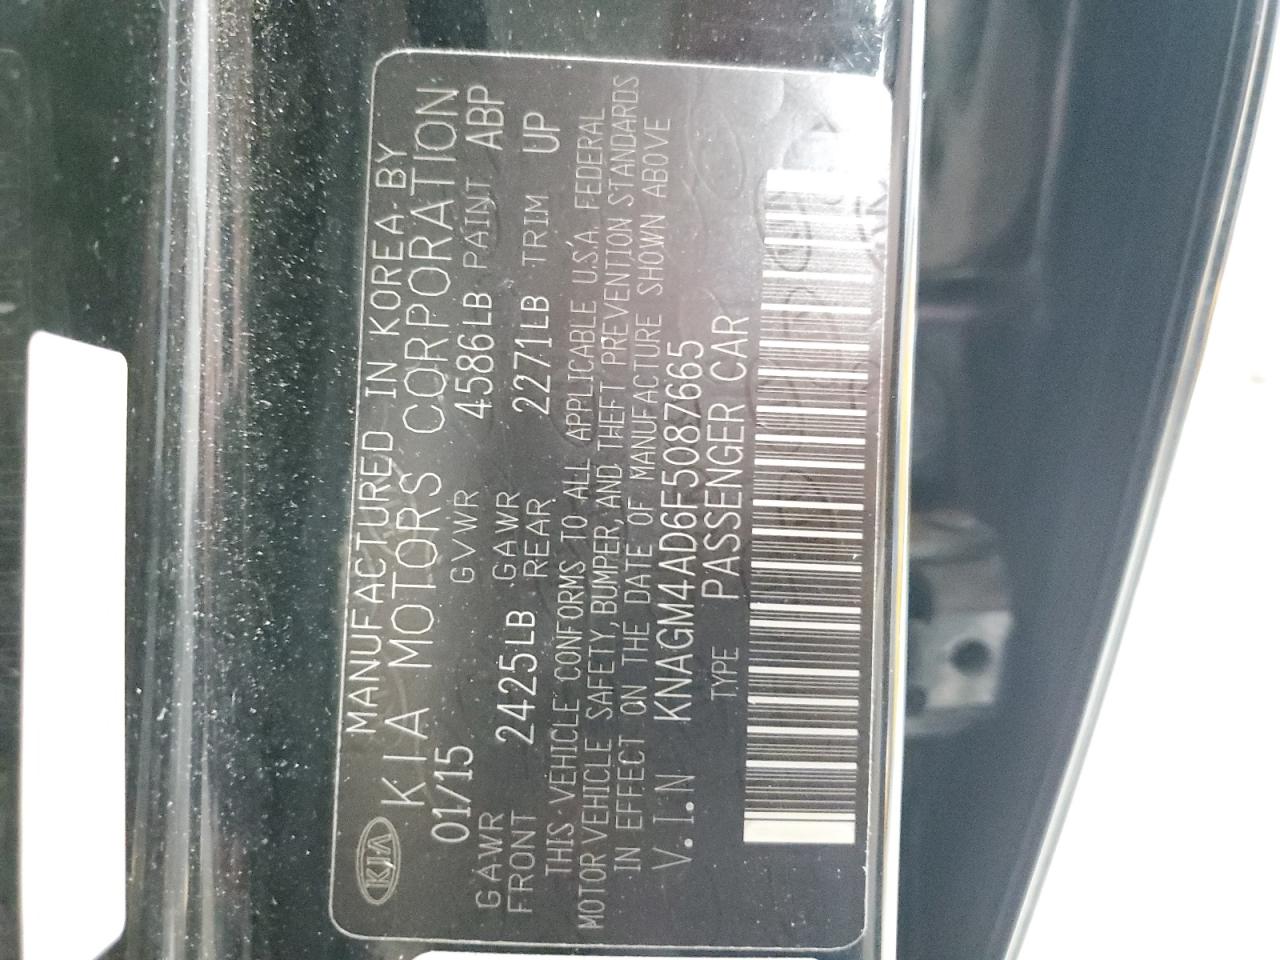 KIA
MANUFACTURED IN KOREA BY
KIA MOTORS CORPORATION
01/15 GVWR 4586LB PAINT ABP
GAWR FRONT 2425LB GAWR REAR 2271LB TRIM UP
THIS VEHICLE CONFORMS TO ALL APPLICABLE U.S.A. FEDERAL
MOTOR VEHICLE SAFETY, BUMPER, AND THEFT PREVENTION STANDARDS
IN EFFECT ON THE DATE OF MANUFACTURE SHOWN ABOVE
V.I.N KNAGM4AD6F5087665
TYPE PASSENGER CAR